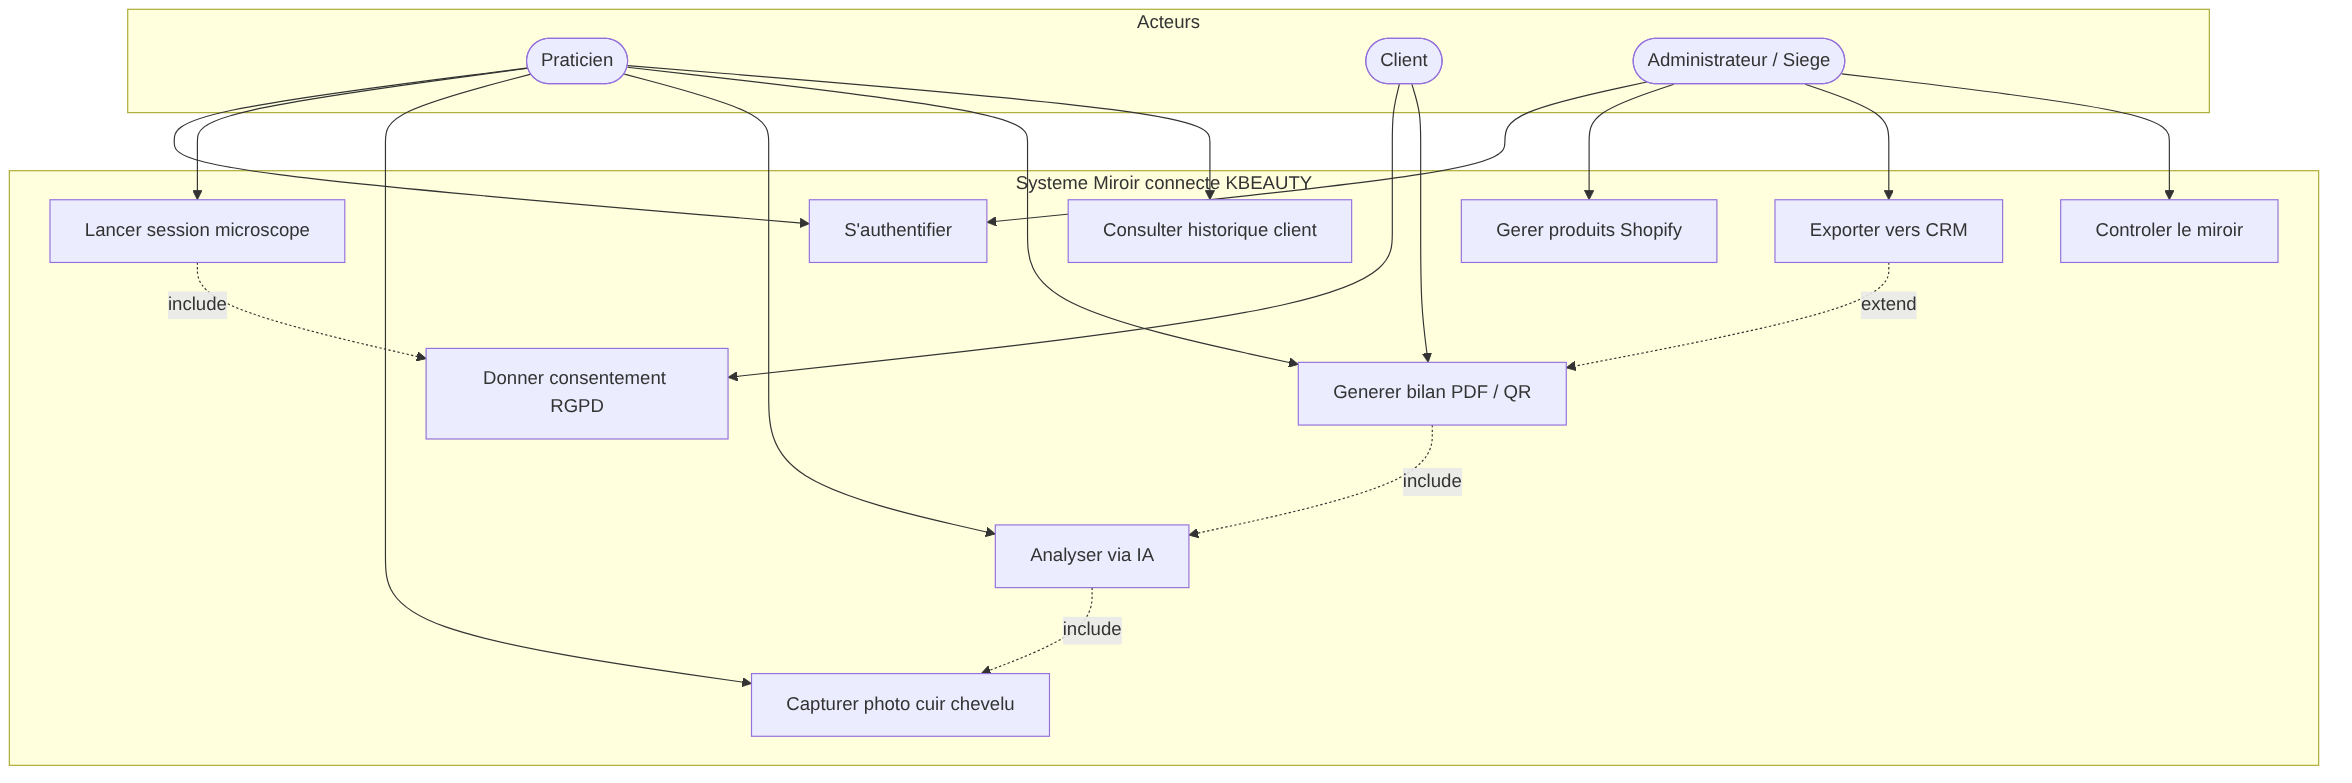 Acteurs
Praticien
Client
Administrateur / Siege
Systeme Miroir connecte KBEAUTY
Lancer session microscope
S'authentifier
Consulter historique client
Gerer produits Shopify
Exporter vers CRM
Controler le miroir
include
extend
Donner consentement
RGPD
Generer bilan PDF / QR
include
Analyser via IA
include
Capturer photo cuir chevelu